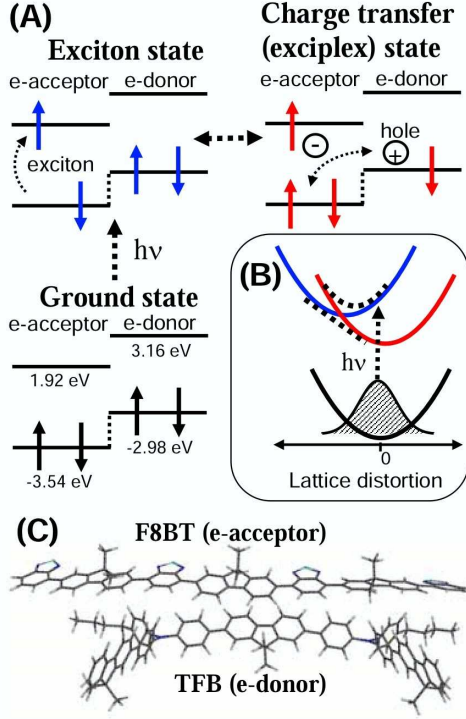 (A)
Exciton state
e-acceptor e-donor
exciton
Charge transfer
(exciplex) state
e-acceptor e-donor
-
hole
+
hν
Ground state
e-acceptor e-donor
3.16 eV
1.92 eV
-2.98 eV
-3.54 eV
(B)
hν
0
Lattice distortion
(C)
F8BT (e-acceptor)
TFB (e-donor)